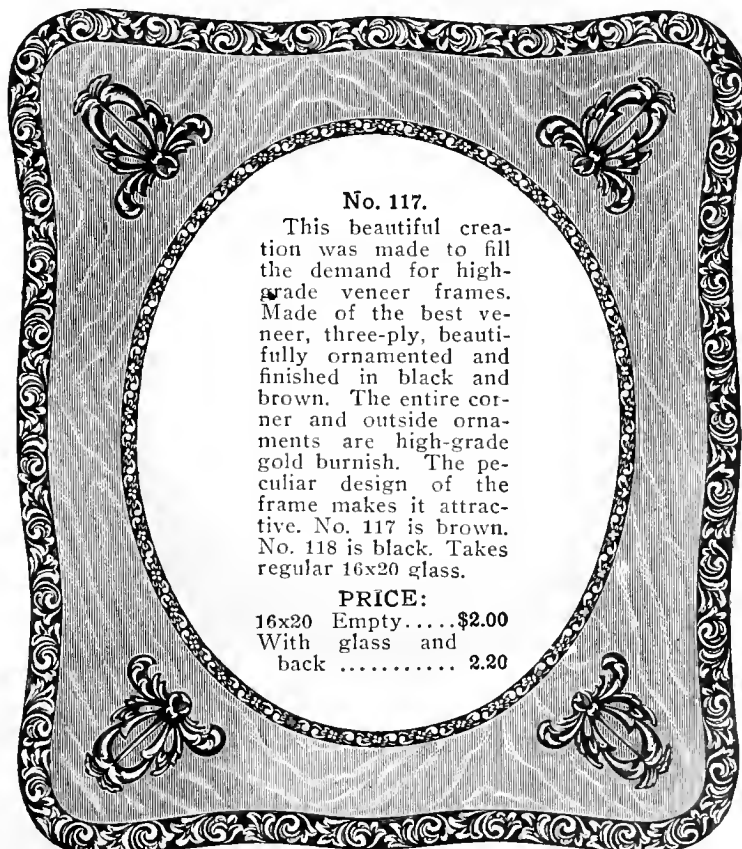 No. 117.
This beautiful crea-
tion was made to fill
the demand for high-
grade veneer frames.
Made of the best ve-
neer, three-ply, beauti-
fully ornamented and
finished in black and
brown. The entire cor-
ner and outside orna-
ments are high-grade
gold burnish. The pe-
culiar design of the
frame makes it attrac-
tive. No. 117 is brown.
No. 118 is black. Takes
regular 16x20 glass.
PRICE:
16x20 Empty.....$2.00
With glass and
back ........... 2.20